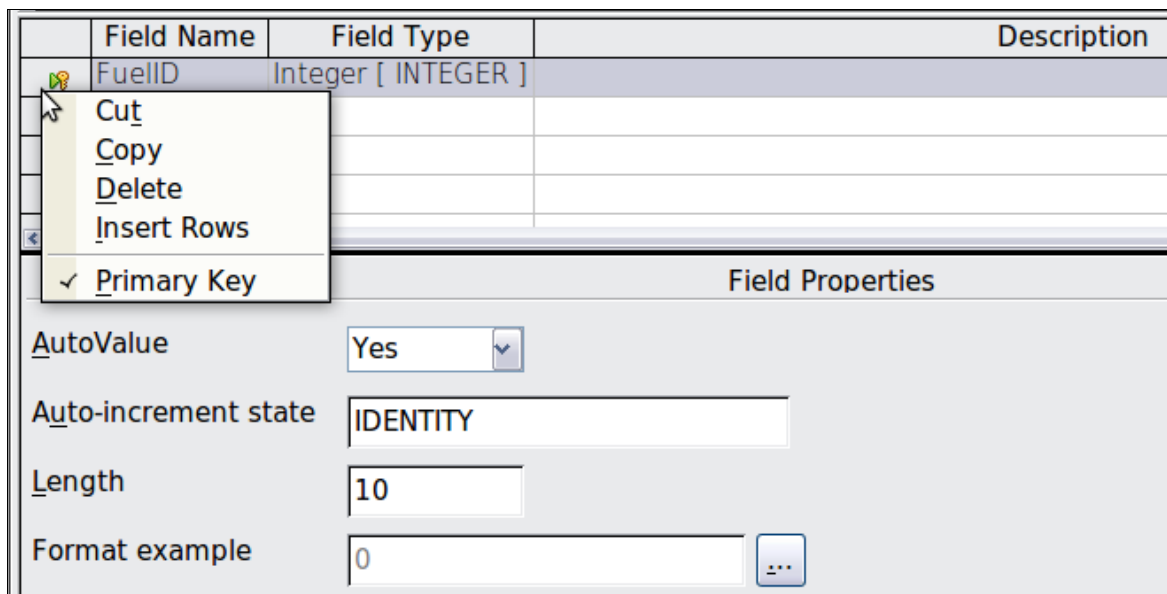 Field Name Field Type Description
FuelID Integer [ INTEGER ]
Cut
Copy
Delete
Insert Rows
Primary Key
Field Properties
AutoValue Yes
Auto-increment state IDENTITY
Length 10
Format example 0 ...